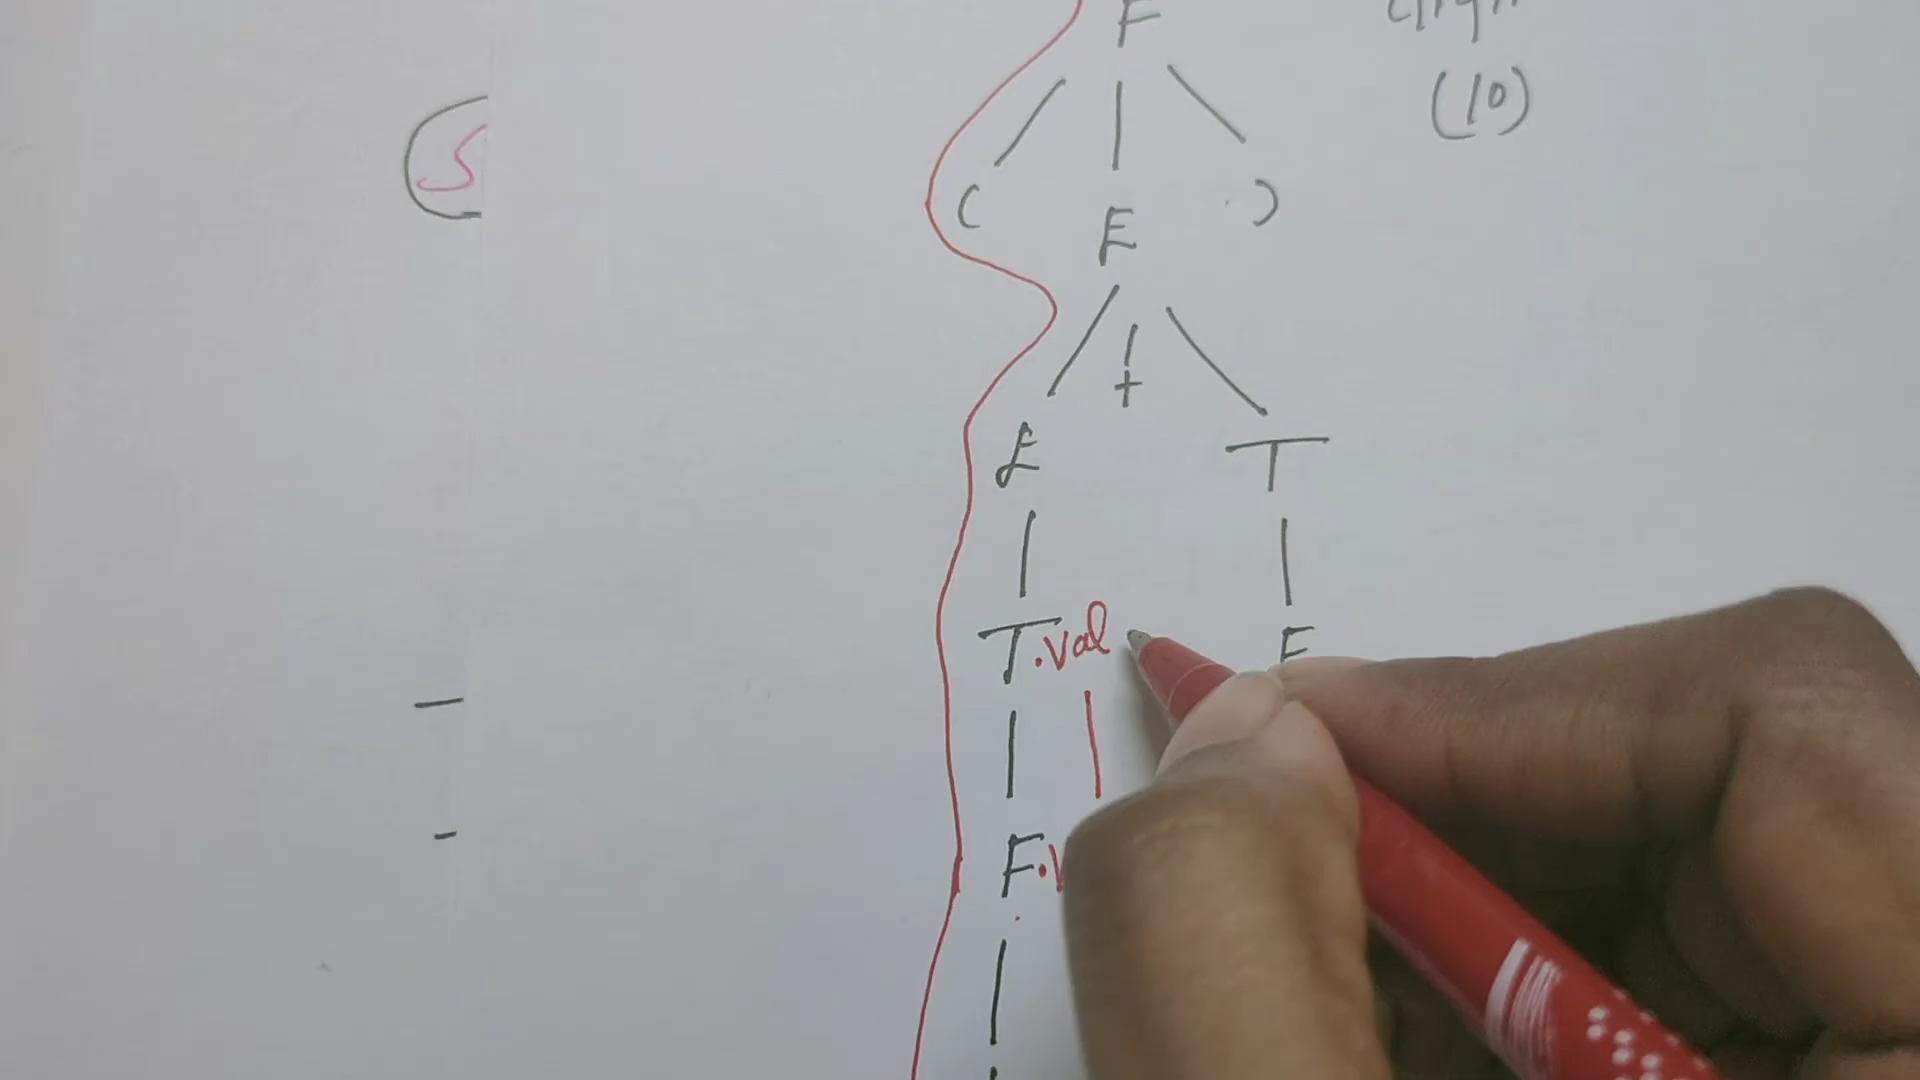 F
(10)
S
( E )
+
E T
T.val F
F.